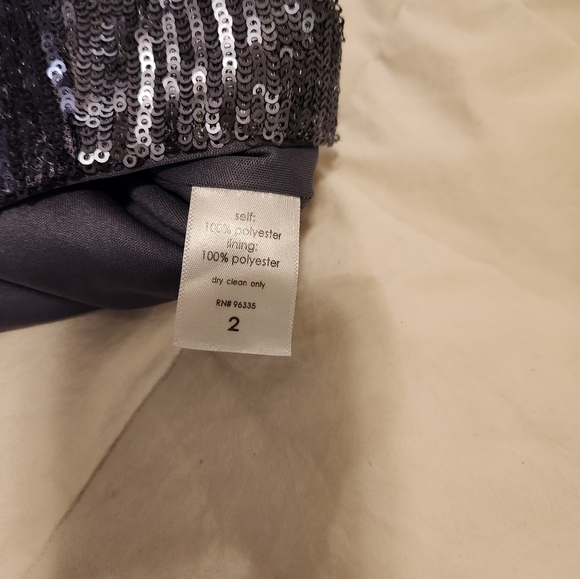 self:
100% polyester
lining:
100% polyester
dry clean only
RN# 96335
2